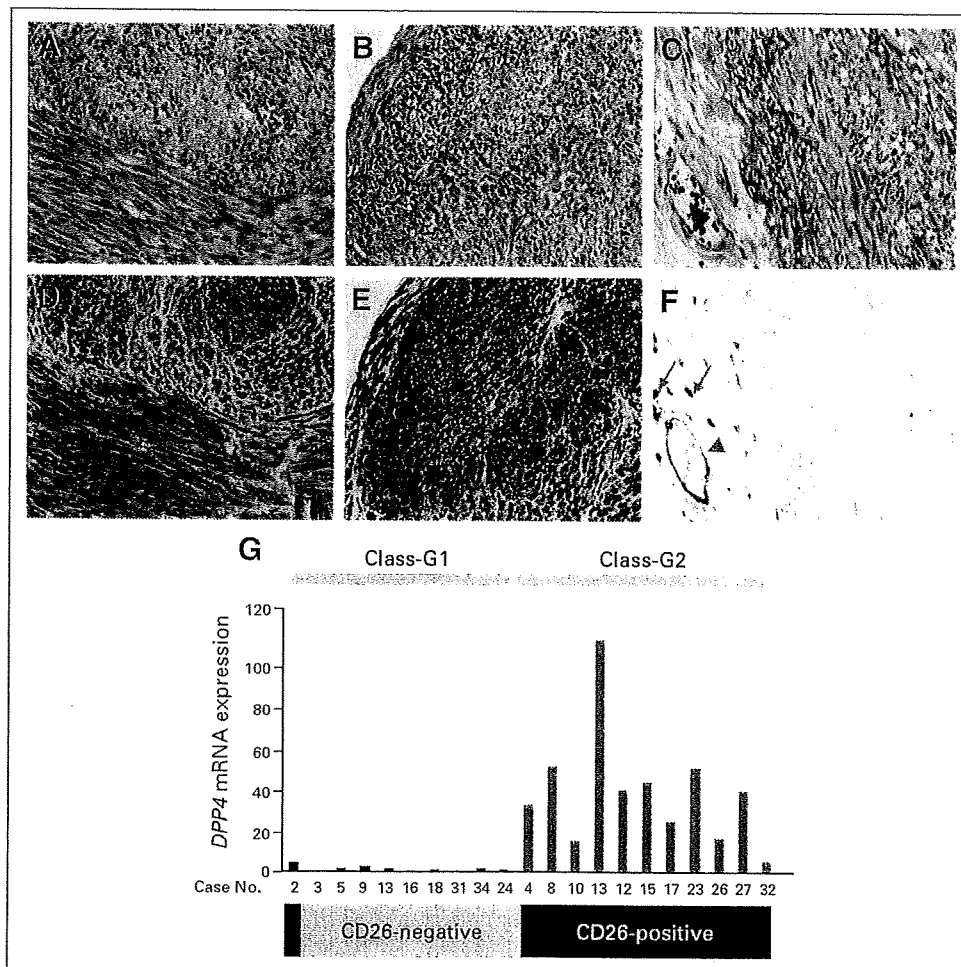 A
B
C
D
E
F
G
Class-G1
Class-G2
DPP4 mRNA expression
120
100
80
60
40
20
0
Case No. 2 3 5 9 13 16 18 31 34 24 4 8 10 13 12 15 17 23 26 27 32
CD26-negative
CD26-positive